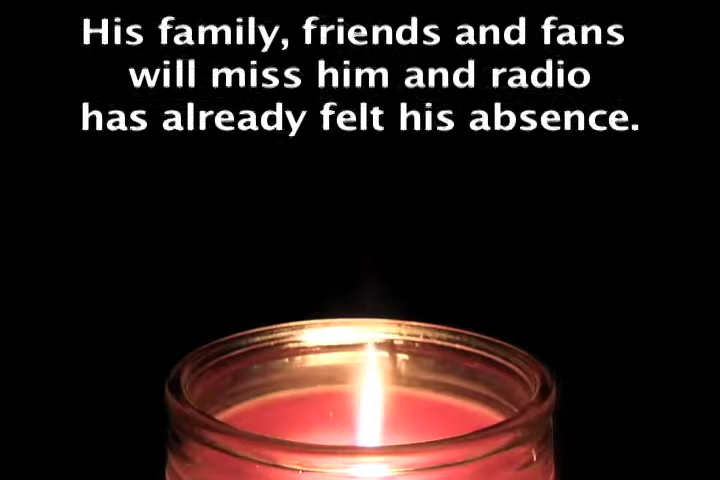 His family, friends and fans
will miss him and radio
has already felt his absence.